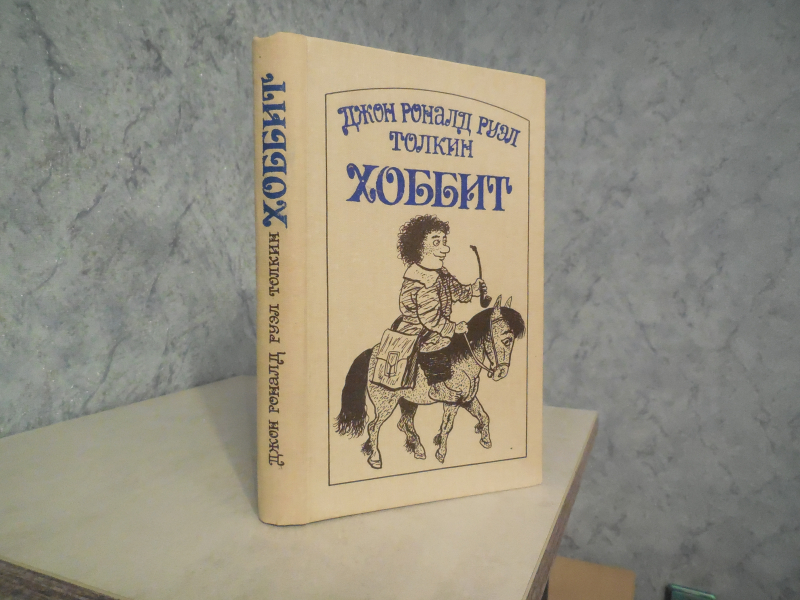 ДЖОН РОНАЛД РУЭЛ
ТОЛКИН
ХОББИТ
ДЖОН РОНАЛД РУЭЛ ТОЛКИН ХОББИТ